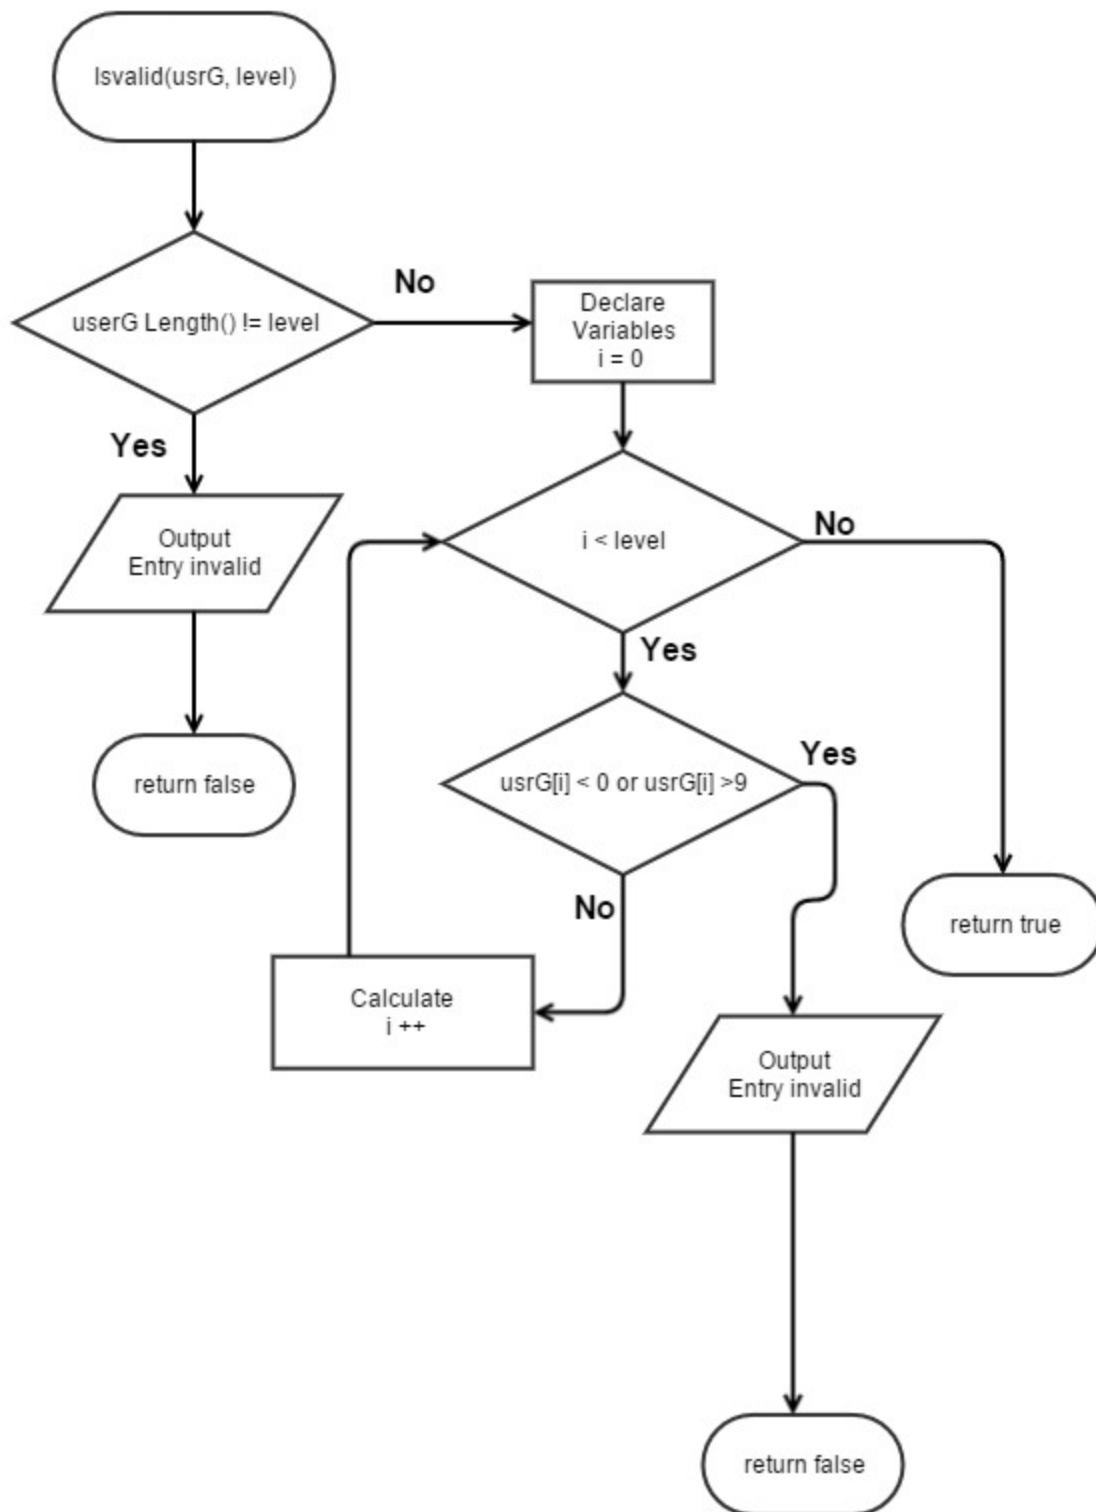 Isvalid(usrG, level)
userG Length() != level
No
Declare
Variables
i = 0
Yes
Output
Entry invalid
return false
i < level
No
Yes
usrG[i] < 0 or usrG[i] >9
Yes
No
Calculate
i ++
return true
Output
Entry invalid
return false